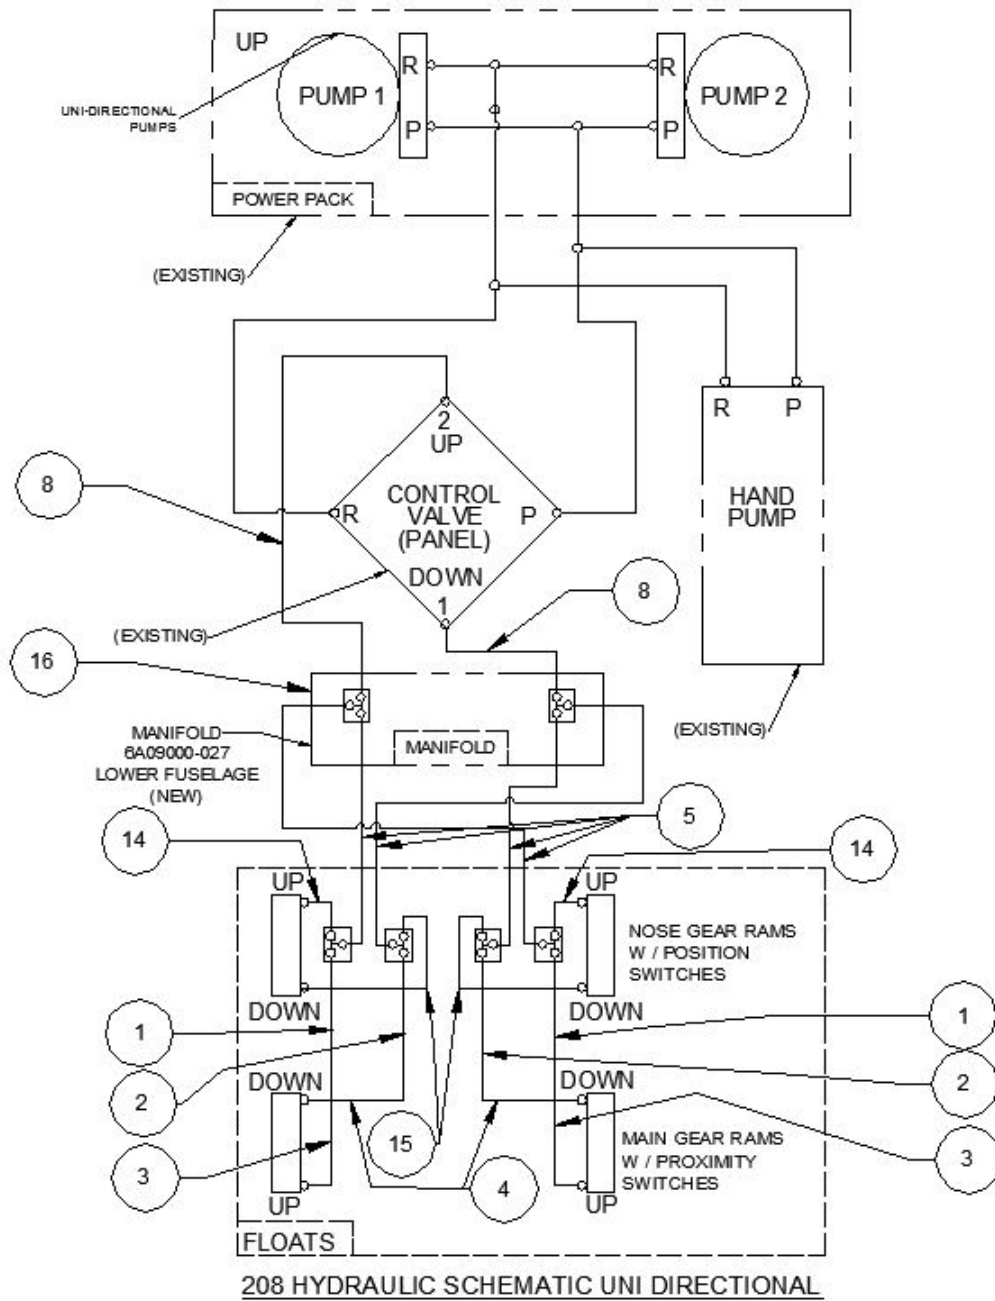 UP
PUMP 1
R
P
R
P
PUMP 2
UNI-DIRECTIONAL
PUMPS
POWER PACK
(EXISTING)
2
UP
R
CONTROL
VALVE
(PANEL)
P
DOWN
1
(EXISTING)
R
P
HAND
PUMP
(EXISTING)
8
8
16
MANIFOLD
6A09000-027
LOWER FUSELAGE
(NEW)
MANIFOLD
14
5
14
UP
UP
NOSE GEAR RAMS
W / POSITION
SWITCHES
DOWN
DOWN
1
1
2
2
DOWN
DOWN
3
15
4
3
MAIN GEAR RAMS
W / PROXIMITY
SWITCHES
UP
UP
FLOATS
208 HYDRAULIC SCHEMATIC UNI DIRECTIONAL